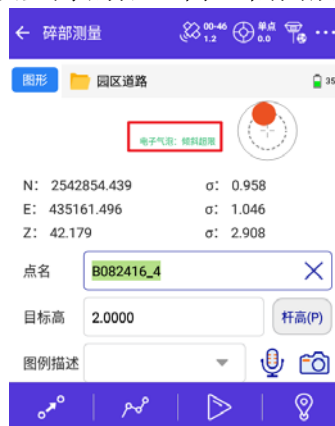 碎部测量 00-46 1.2 单点 0.0
图形 园区道路 35
电子气泡: 倾斜超限
N: 2542854.439 σ: 0.958
E: 435161.496 σ: 1.046
Z: 42.179 σ: 2.908
点名 B082416_4
目标高 2.0000 杆高(P)
图例描述